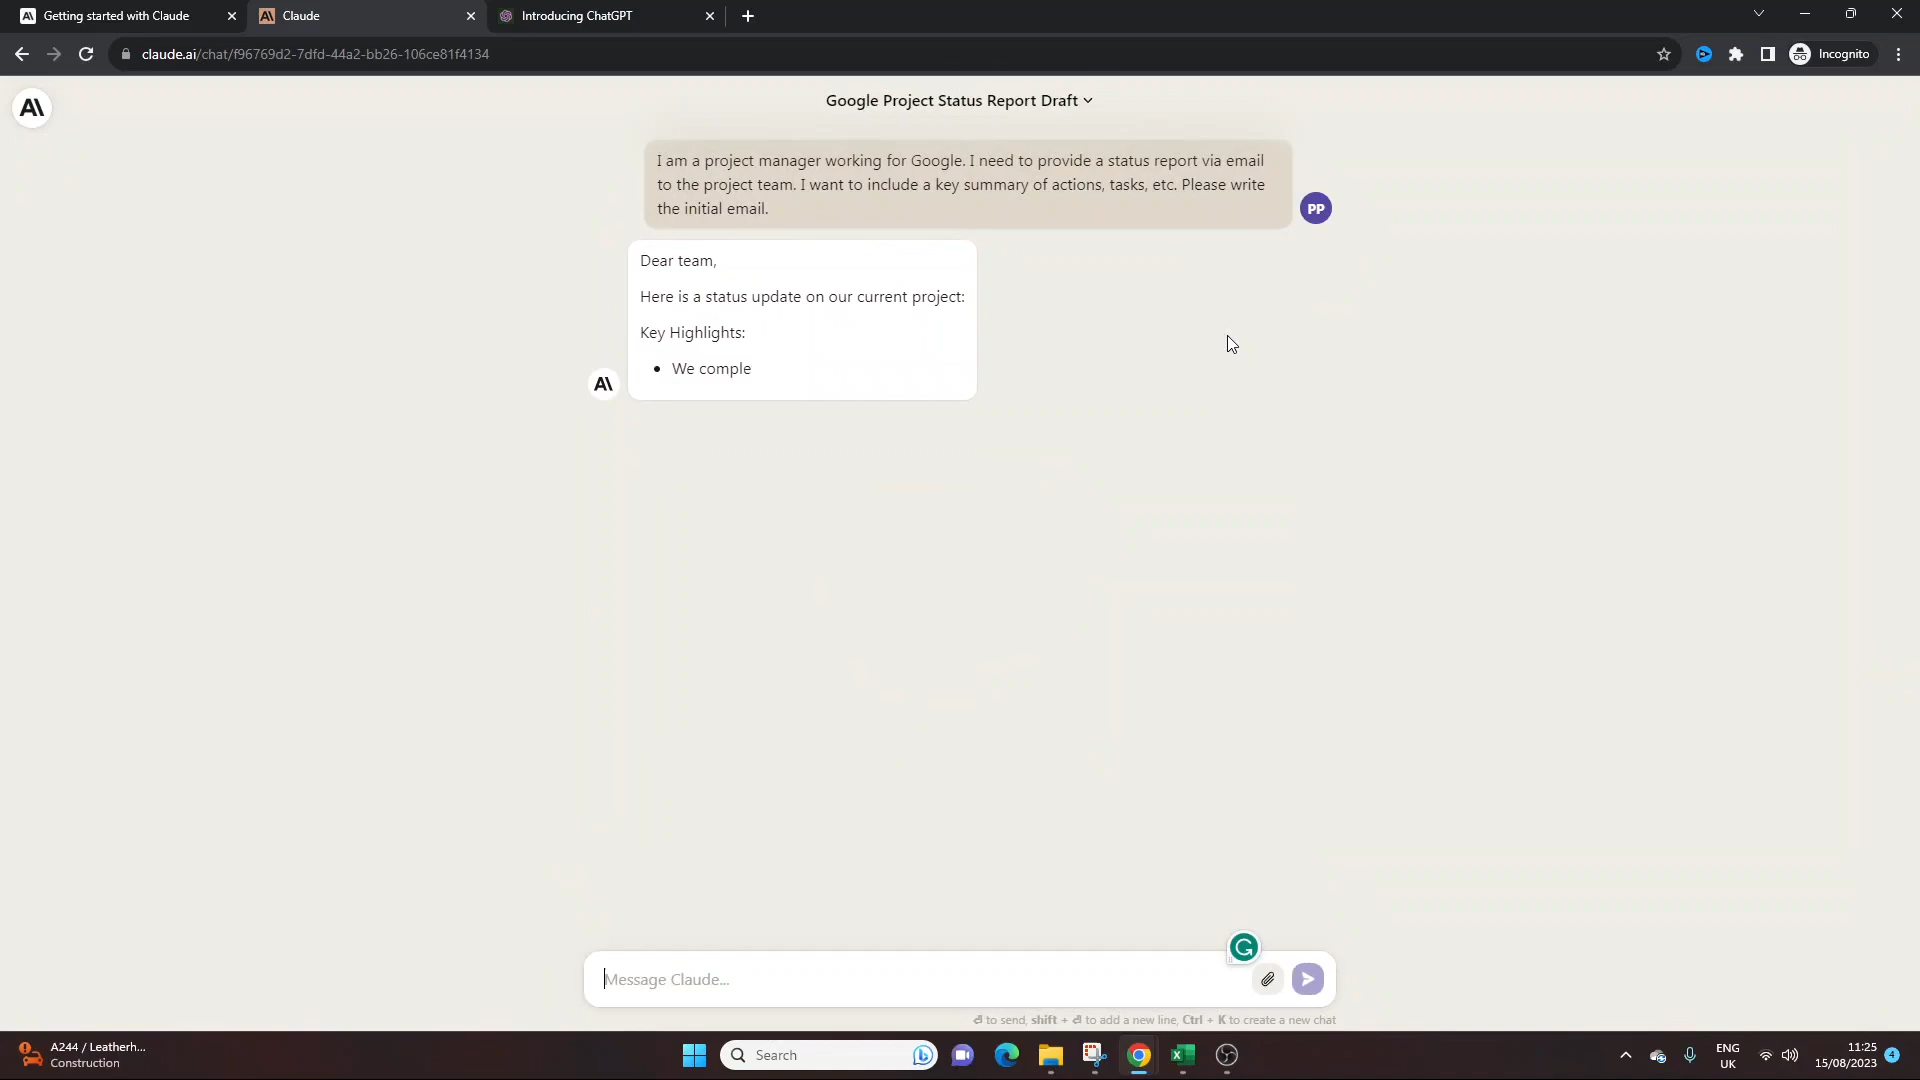 Getting started with Claude
Claude
Introducing ChatGPT
claude.ai/chat/f96769d2-7dfd-44a2-bb26-106ce81f4134
Incognito
Google Project Status Report Draft
I am a project manager working for Google. I need to provide a status report via email
to the project team. I want to include a key summary of actions, tasks, etc. Please write
the initial email.
PP
Dear team,
Here is a status update on our current project:
Key Highlights:
• We comple
Message Claude...
⏎ to send, shift + ⏎ to add a new line, Ctrl + K to create a new chat
A244 / Leatherh...
Construction
Search
ENG
UK
11:25
15/08/2023
4